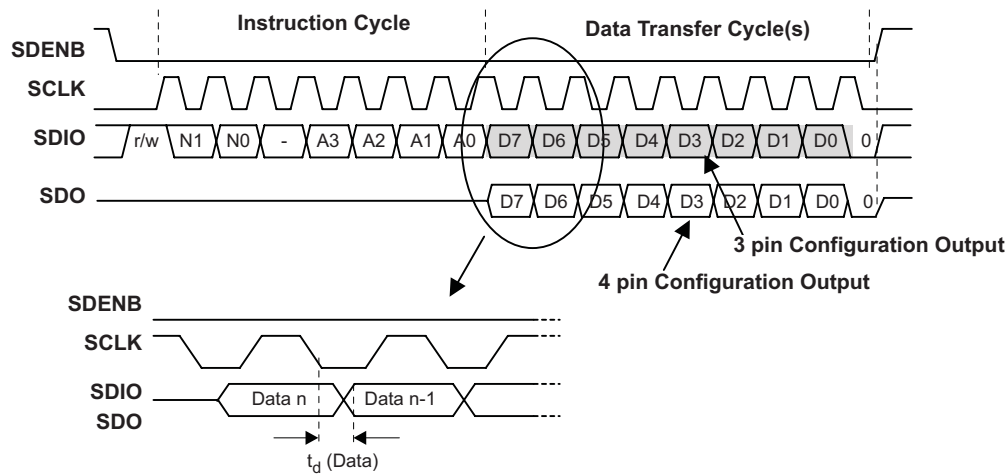 Instruction Cycle
Data Transfer Cycle(s)
SDENB
SCLK
SDIO
r/w N1 N0 - A3 A2 A1 A0 D7 D6 D5 D4 D3 D2 D1 D0 0
SDO
D7 D6 D5 D4 D3 D2 D1 D0 0
3 pin Configuration Output
4 pin Configuration Output
SDENB
SCLK
SDIO
SDO
Data n
Data n-1
td (Data)